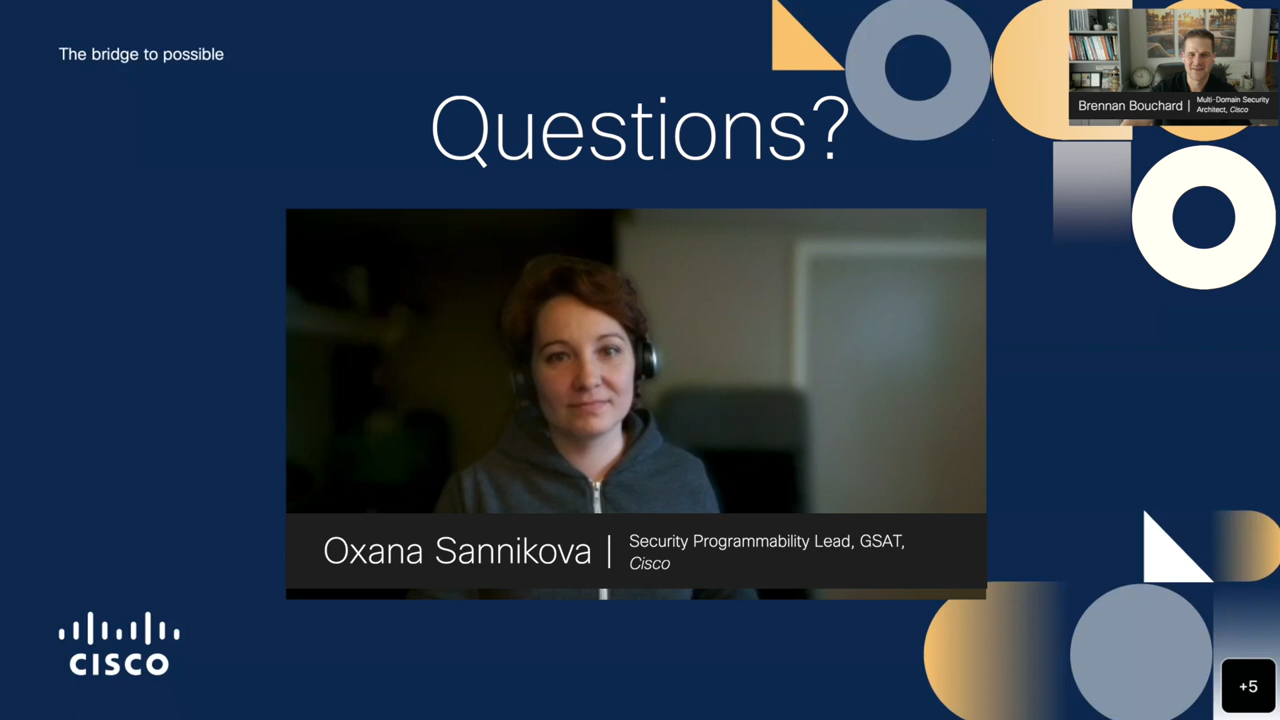 The bridge to possible
Questions?
Brennan Bouchard |
Multi-Domain Security
Architect, Cisco
Oxana Sannikova |
Security Programmability Lead, GSAT,
Cisco
CISCO
+5